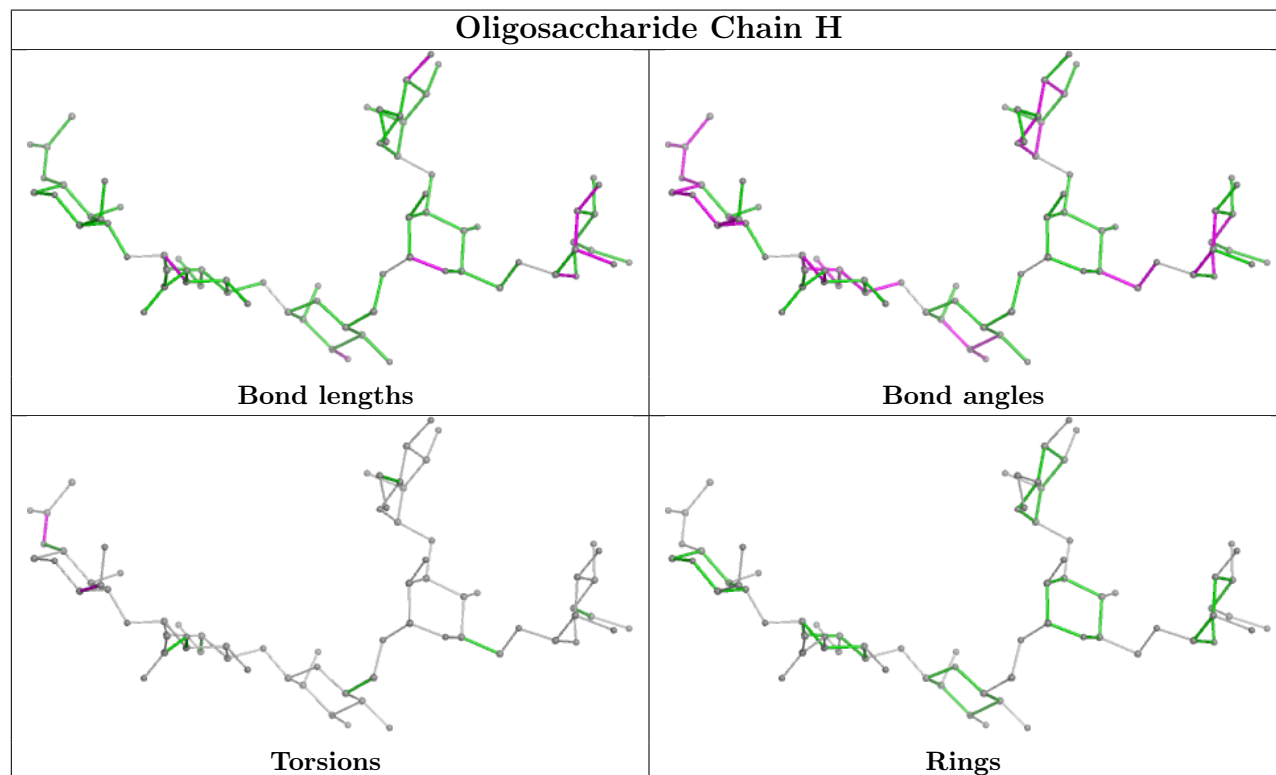 Oligosaccharide Chain H
Bond lengths
Bond angles
Torsions
Rings